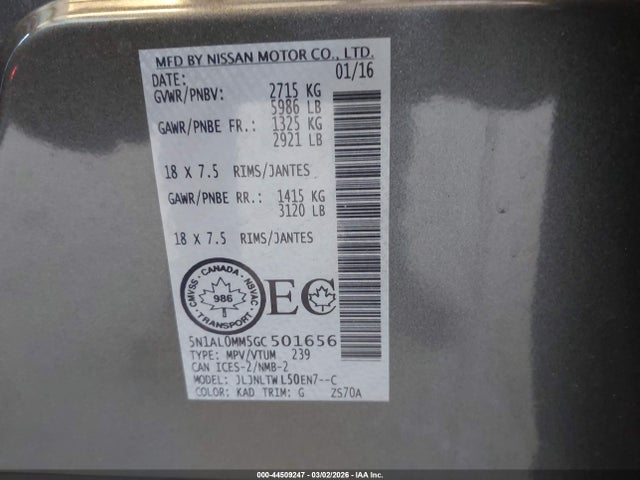 MFD BY NISSAN MOTOR CO., LTD.
DATE: 01/16
GVWR/PNBV: 2715 KG
5986 LB
GAWR/PNBE FR.: 1325 KG
2921 LB
18 X 7.5 RIMS/JANTES
GAWR/PNBE RR.: 1415 KG
3120 LB
18 X 7.5 RIMS/JANTES
CANADA
CMVSS - NSVAC
986
TRANSPORT
EC
5N1AL0MM5GC501656
TYPE: MPV/VTUM 239
CAN ICES-2/NMB-2
MODEL: JLJNLTWL50EN7--C
COLOR: KAD TRIM: G ZS70A
000-44509247 - 03/02/2026 - IAA Inc.